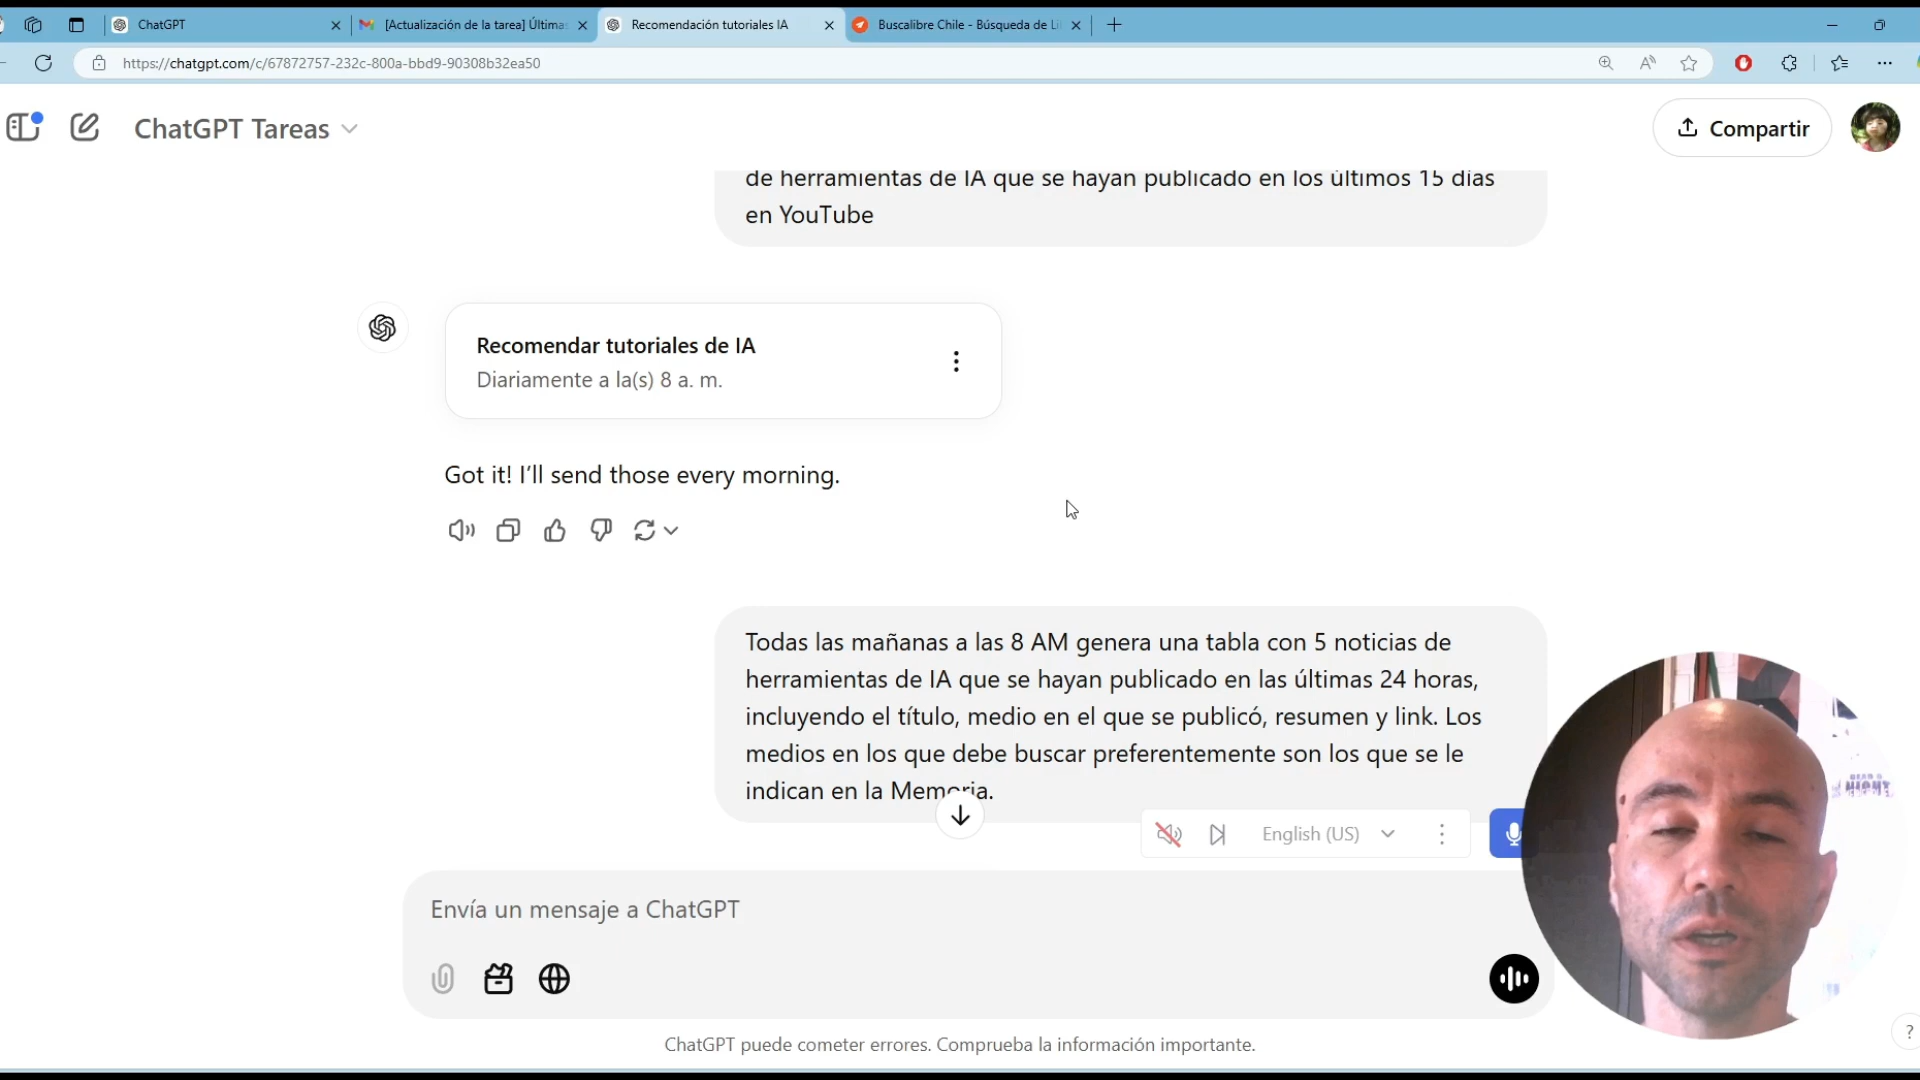 ChatGPT
[Actualización de la tarea] Última
Recomendación tutoriales IA
Buscalibre Chile - Búsqueda de Li
https://chatgpt.com/c/67872757-232c-800a-bbd9-90308b32ea50
ChatGPT Tareas
Compartir
de herramientas de IA que se hayan publicado en los últimos 15 días
en YouTube
Recomendar tutoriales de IA
Diariamente a la(s) 8 a. m.
Got it! I'll send those every morning.
Todas las mañanas a las 8 AM genera una tabla con 5 noticias de
herramientas de IA que se hayan publicado en las últimas 24 horas,
incluyendo el título, medio en el que se publicó, resumen y link. Los
medios en los que debe buscar preferentemente son los que se le
indican en la Memoria.
English (US)
Envía un mensaje a ChatGPT
ChatGPT puede cometer errores. Comprueba la información importante.
?